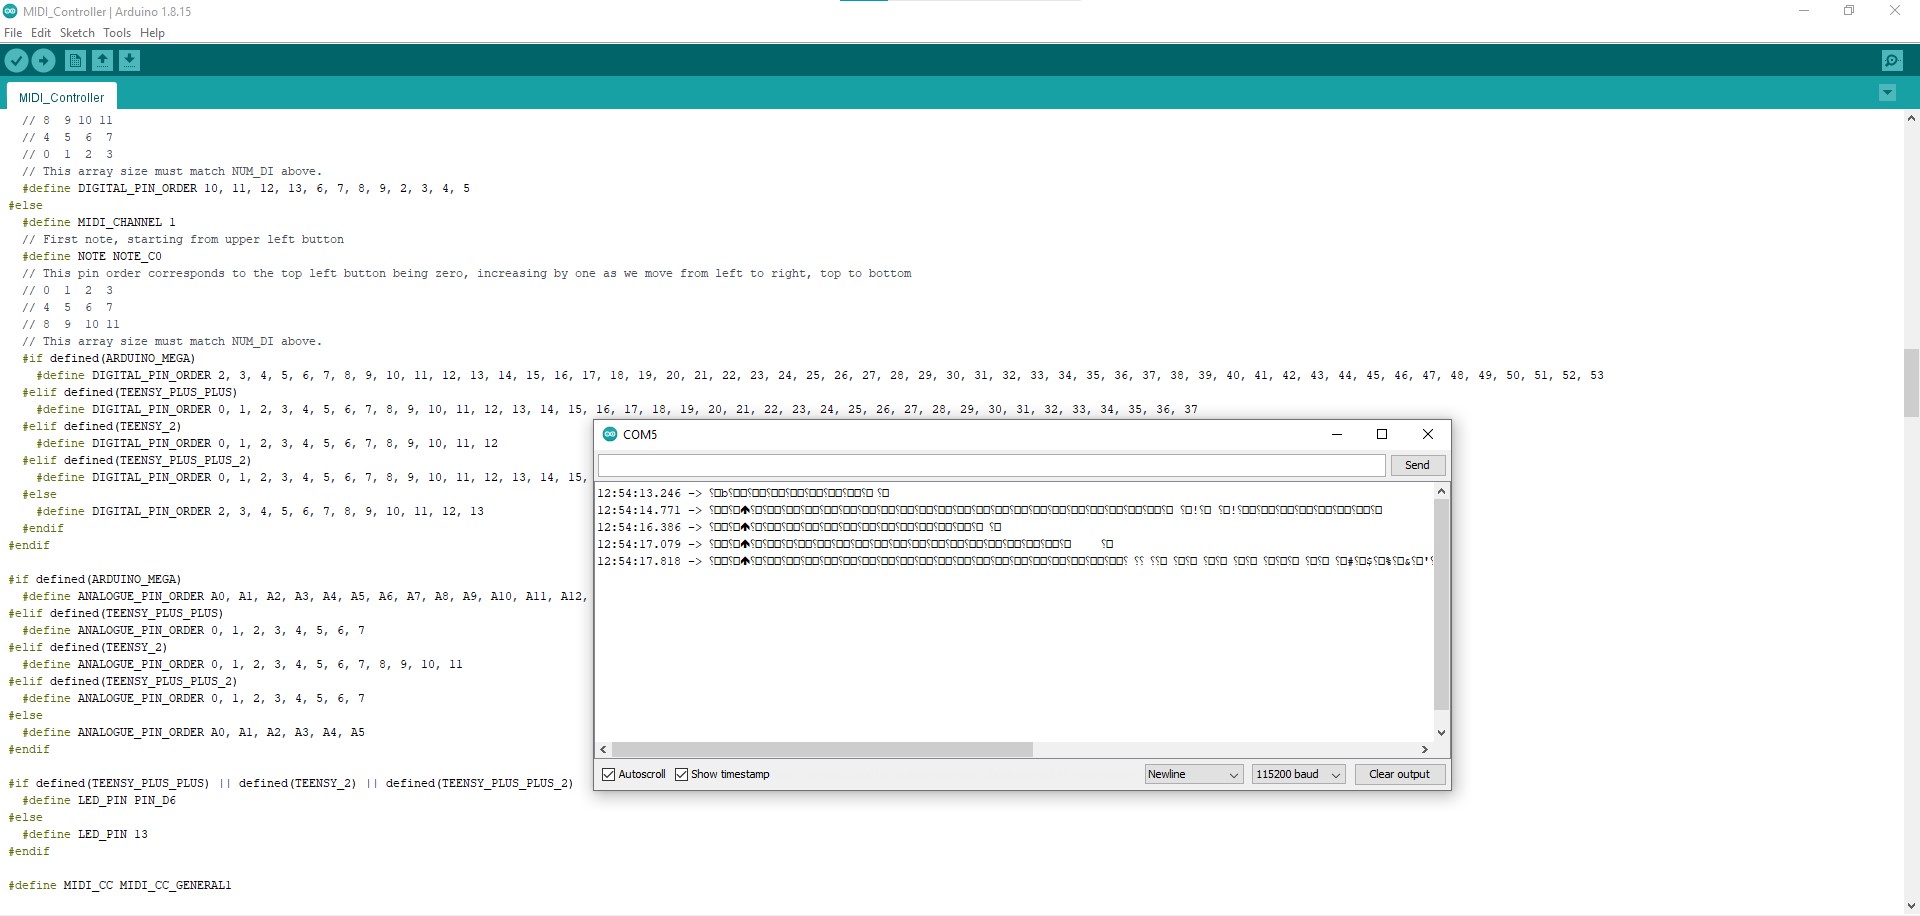 MIDI_Controller | Arduino 1.8.15
File Edit Sketch Tools Help
MIDI_Controller
// 8 9 10 11
// 4 5 6 7
// 0 1 2 3
// This array size must match NUM_DI above.
#define DIGITAL_PIN_ORDER 10, 11, 12, 13, 6, 7, 8, 9, 2, 3, 4, 5
#else
#define MIDI_CHANNEL 1
// First note, starting from upper left button
#define NOTE NOTE_C0
// This pin order corresponds to the top left button being zero, increasing by one as we move from left to right, top to bottom
// 0 1 2 3
// 4 5 6 7
// 8 9 10 11
// This array size must match NUM_DI above.
#if defined(ARDUINO_MEGA)
#define DIGITAL_PIN_ORDER 2, 3, 4, 5, 6, 7, 8, 9, 10, 11, 12, 13, 14, 15, 16, 17, 18, 19, 20, 21, 22, 23, 24, 25, 26, 27, 28, 29, 30, 31, 32, 33, 34, 35, 36, 37, 38, 39, 40, 41, 42, 43, 44, 45, 46, 47, 48, 49, 50, 51, 52, 53
#elif defined(TEENSY_PLUS_PLUS)
#define DIGITAL_PIN_ORDER 0, 1, 2, 3, 4, 5, 6, 7, 8, 9, 10, 11, 12, 13, 14, 15, 16, 17, 18, 19, 20, 21, 22, 23, 24, 25, 26, 27, 28, 29, 30, 31, 32, 33, 34, 35, 36, 37
#elif defined(TEENSY_2)
#define DIGITAL_PIN_ORDER 0, 1, 2, 3, 4, 5, 6, 7, 8, 9, 10, 11, 12
#elif defined(TEENSY_PLUS_PLUS_2)
#define DIGITAL_PIN_ORDER 0, 1, 2, 3, 4, 5, 6, 7, 8, 9, 10, 11, 12, 13, 14, 15,
#else
#define DIGITAL_PIN_ORDER 2, 3, 4, 5, 6, 7, 8, 9, 10, 11, 12, 13
#endif
#endif
#if defined(ARDUINO_MEGA)
#define ANALOGUE_PIN_ORDER A0, A1, A2, A3, A4, A5, A6, A7, A8, A9, A10, A11, A12,
#elif defined(TEENSY_PLUS_PLUS)
#define ANALOGUE_PIN_ORDER 0, 1, 2, 3, 4, 5, 6, 7
#elif defined(TEENSY_2)
#define ANALOGUE_PIN_ORDER 0, 1, 2, 3, 4, 5, 6, 7, 8, 9, 10, 11
#elif defined(TEENSY_PLUS_PLUS_2)
#define ANALOGUE_PIN_ORDER 0, 1, 2, 3, 4, 5, 6, 7
#else
#define ANALOGUE_PIN_ORDER A0, A1, A2, A3, A4, A5
#endif
#if defined(TEENSY_PLUS_PLUS) || defined(TEENSY_2) || defined(TEENSY_PLUS_PLUS_2)
#define LED_PIN PIN_D6
#else
#define LED_PIN 13
#endif
#define MIDI_CC MIDI_CC_GENERAL1
COM5
Send
12:54:13.246 ->
12:54:14.771 ->
12:54:16.386 ->
12:54:17.079 ->
12:54:17.818 ->
Autoscroll Show timestamp Newline 115200 baud Clear output